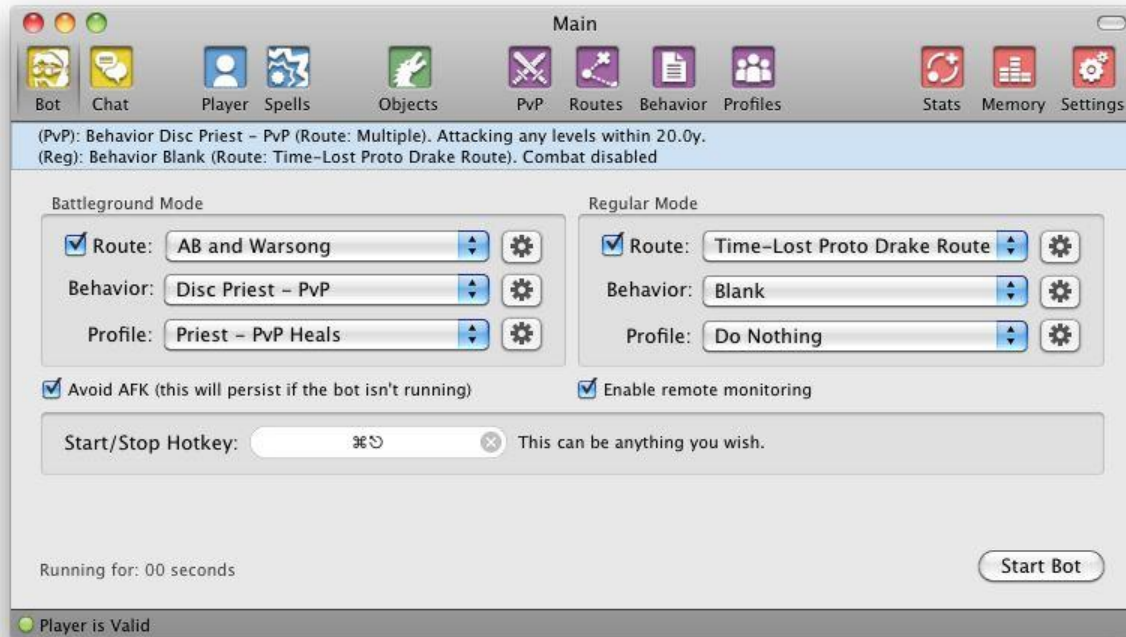 Main
Bot Chat Player Spells Objects PvP Routes Behavior Profiles Stats Memory Settings
(PvP): Behavior Disc Priest – PvP (Route: Multiple). Attacking any levels within 20.0y.
(Reg): Behavior Blank (Route: Time-Lost Proto Drake Route). Combat disabled
Battleground Mode
Route: AB and Warsong
Behavior: Disc Priest – PvP
Profile: Priest – PvP Heals
Regular Mode
Route: Time-Lost Proto Drake Route
Behavior: Blank
Profile: Do Nothing
Avoid AFK (this will persist if the bot isn't running)
Enable remote monitoring
Start/Stop Hotkey: ⌘⎋ This can be anything you wish.
Running for: 00 seconds
Start Bot
Player is Valid